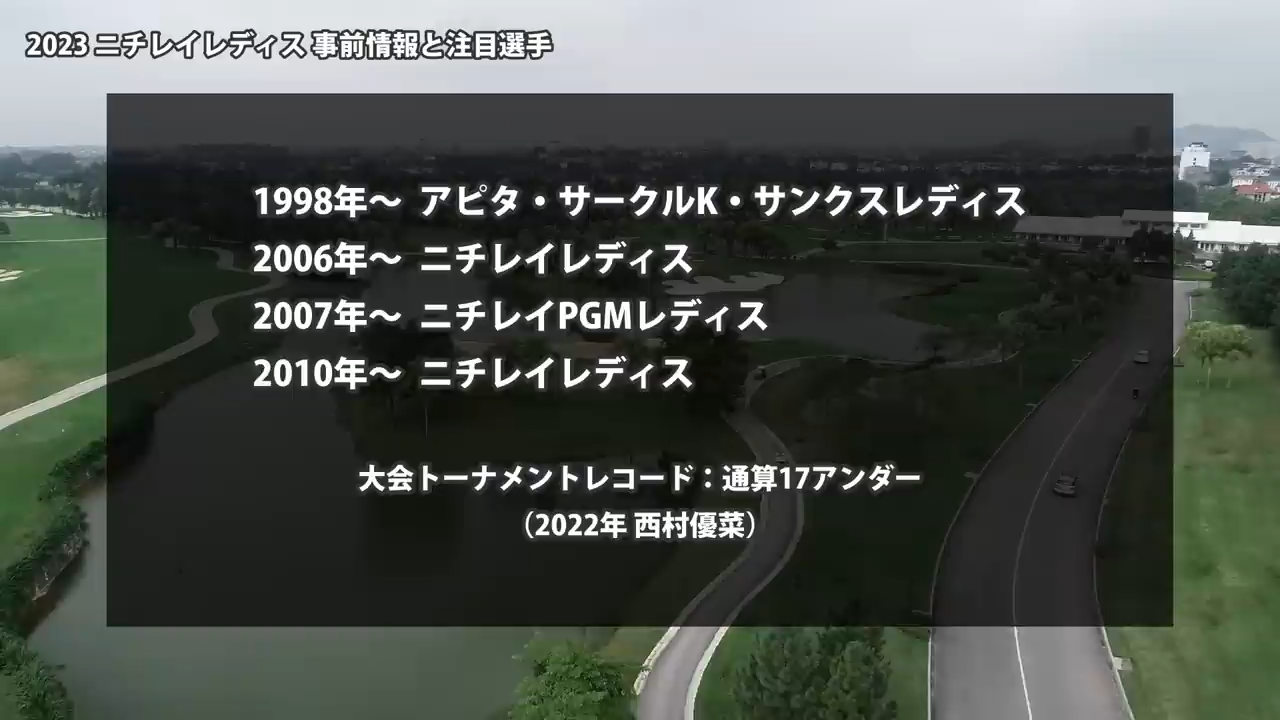 2023 ニチレイレディス 事前情報と注目選手
1998年～ アピタ・サークルK・サンクスレディス
2006年～ ニチレイレディス
2007年～ ニチレイPGMレディス
2010年～ ニチレイレディス
大会トーナメントレコード：通算17アンダー
（2022年 西村優菜）